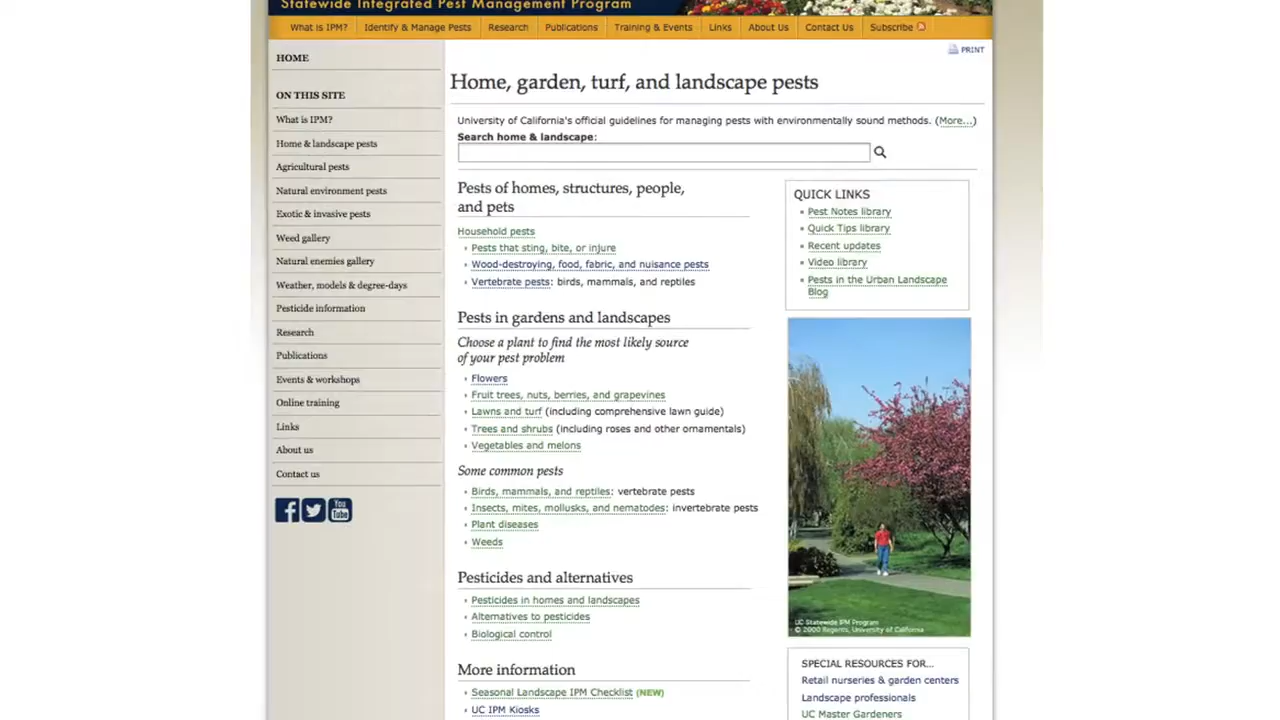 Statewide Integrated Pest Management Program
What is IPM? Identify & Manage Pests Research Publications Training & Events Links About Us Contact Us Subscribe
HOME
ON THIS SITE
What is IPM?
Home & landscape pests
Agricultural pests
Natural environment pests
Exotic & invasive pests
Weed gallery
Natural enemies gallery
Weather, models & degree-days
Pesticide information
Research
Publications
Events & workshops
Online training
Links
About us
Contact us
You
Tube
PRINT
Home, garden, turf, and landscape pests
University of California's official guidelines for managing pests with environmentally sound methods. (More...)
Search home & landscape:
Pests of homes, structures, people,
and pets
Household pests
Pests that sting, bite, or injure
Wood-destroying, food, fabric, and nuisance pests
Vertebrate pests: birds, mammals, and reptiles
Pests in gardens and landscapes
Choose a plant to find the most likely source
of your pest problem
Flowers
Fruit trees, nuts, berries, and grapevines
Lawns and turf (including comprehensive lawn guide)
Trees and shrubs (including roses and other ornamentals)
Vegetables and melons
Some common pests
Birds, mammals, and reptiles: vertebrate pests
Insects, mites, mollusks, and nematodes: invertebrate pests
Plant diseases
Weeds
Pesticides and alternatives
Pesticides in homes and landscapes
Alternatives to pesticides
Biological control
More information
Seasonal Landscape IPM Checklist (NEW)
UC IPM Kiosks
QUICK LINKS
Pest Notes library
Quick Tips library
Recent updates
Video library
Pests in the Urban Landscape
Blog
UC Statewide IPM Program
© 2000 Regents, University of California
SPECIAL RESOURCES FOR...
Retail nurseries & garden centers
Landscape professionals
UC Master Gardeners